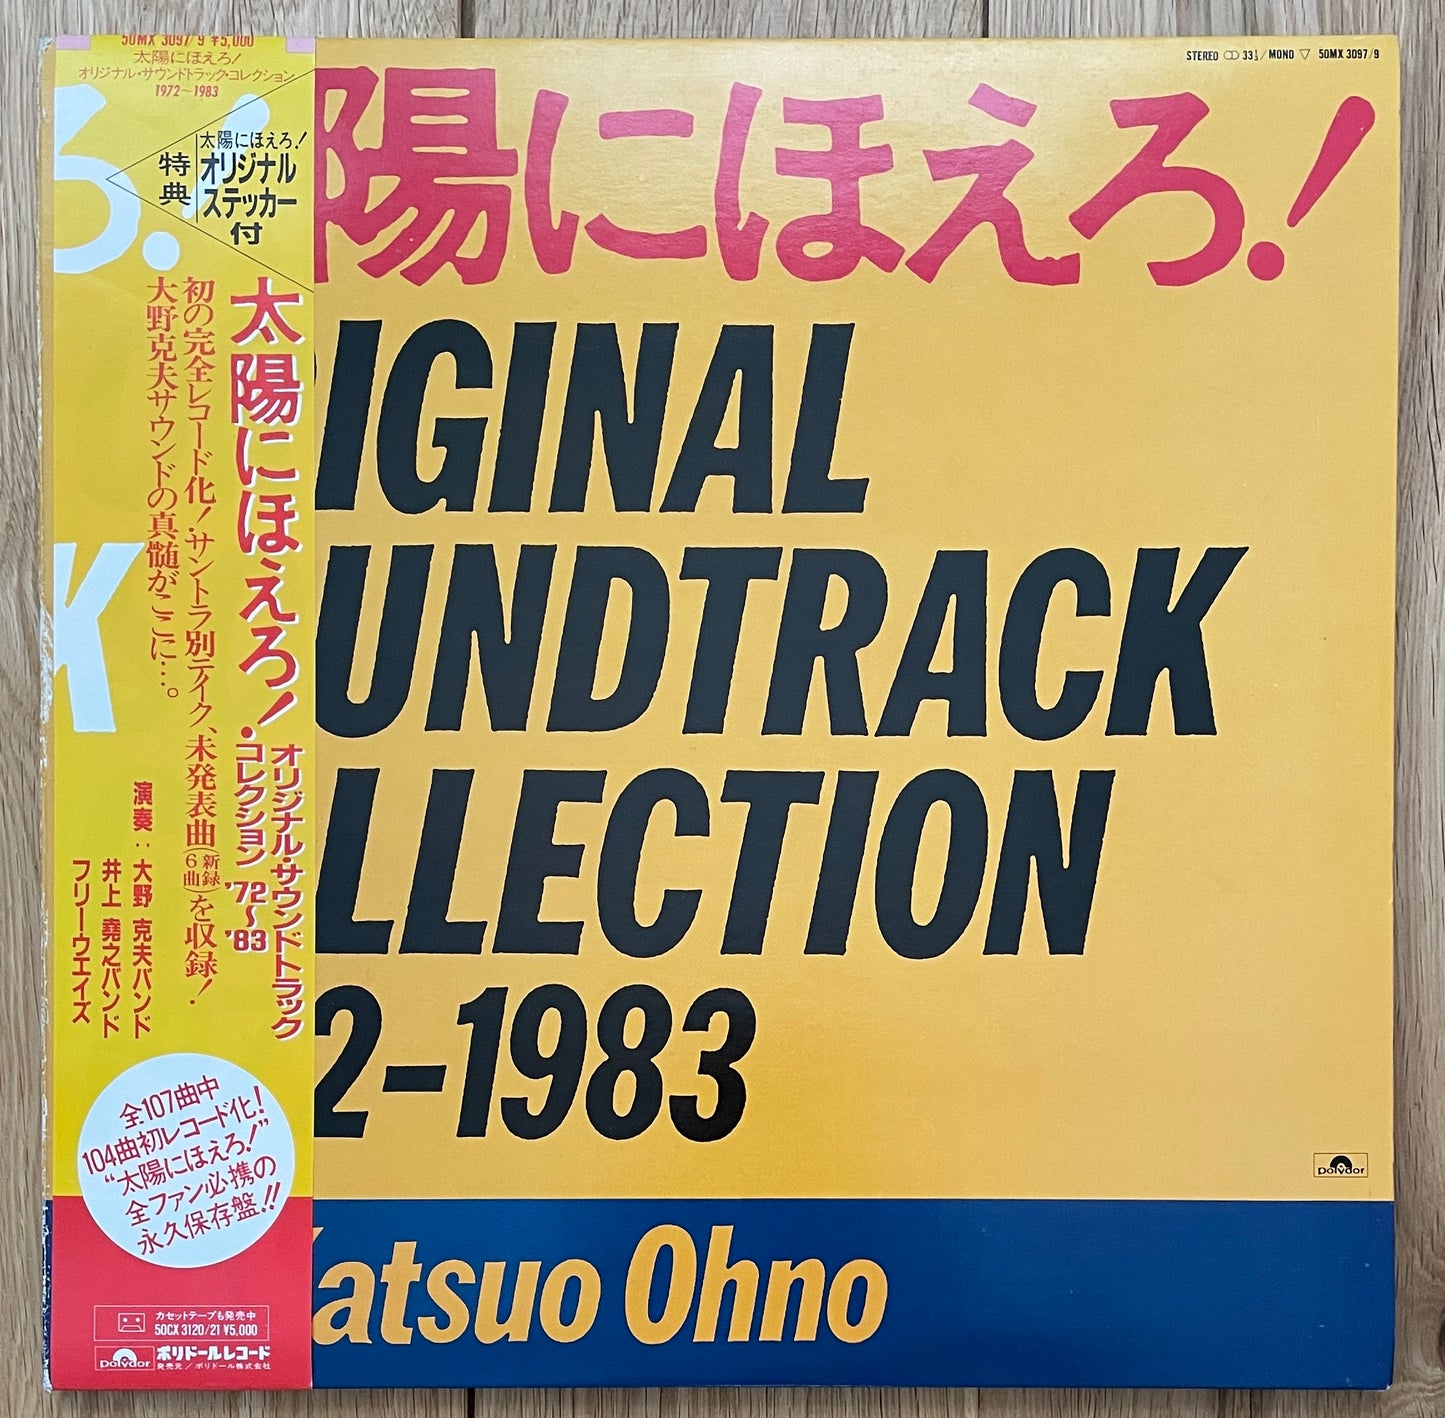 50MX 3097/9 ¥5,000
太陽にほえろ!
オリジナル・サウンドトラック・コレクション
1972〜1983
特典
太陽にほえろ!
オリジナル
ステッカー
付
太陽にほえろ!
オリジナル・サウンドトラック
コレクション '72〜'83
初の完全レコード化!サントラ別テイク、未発表曲(新録6曲)を収録!
大野克夫サウンドの真髄がここに…。
演奏:大野 克夫バンド
井上 堯之バンド
フリーウェイズ
全107曲中
104曲初レコード化!
“太陽にほえろ!”
全ファン必携の
永久保存盤!!
カセットテープも発売中
50CX 3120/21 ¥5,000
polydor
ポリドールレコード
発売元/ポリドール株式会社
ろ.!
K
STEREO 33⅓/MONO ▽ 50MX 3097/9
陽にほえろ.!
IGINAL
UNDTRACK
LLECTION
2-1983
polydor
Katsuo Ohno